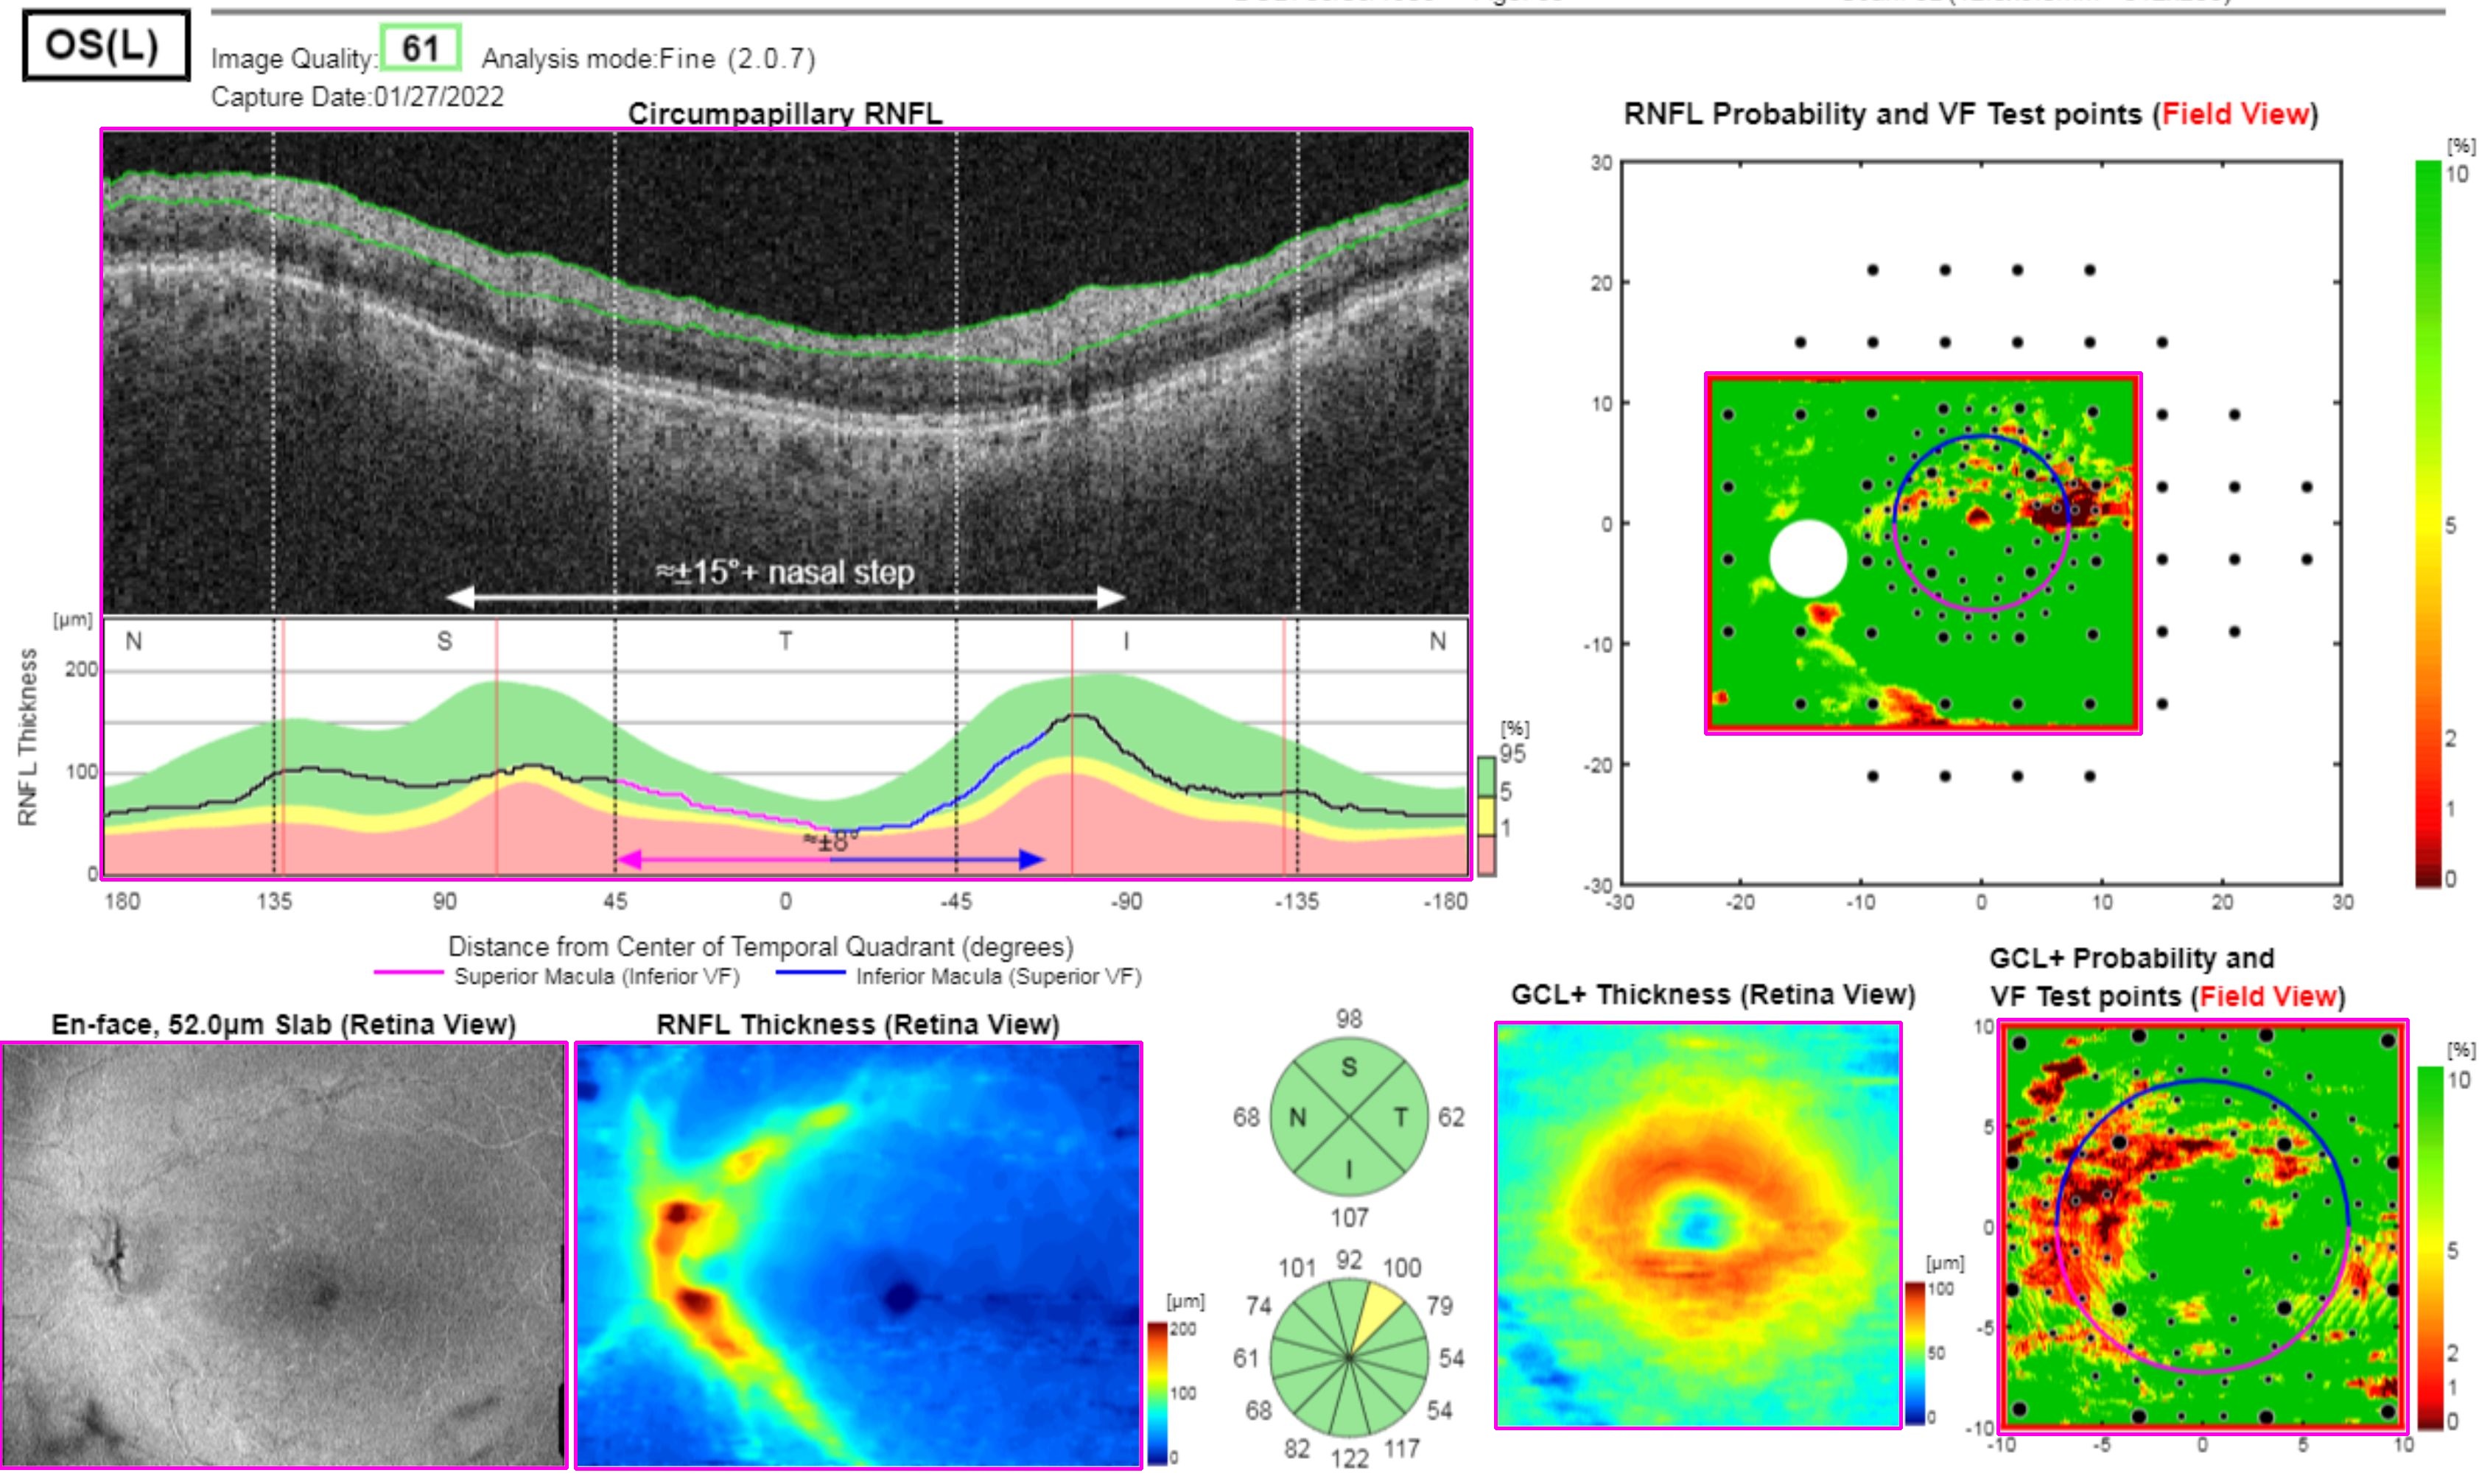 OS(L)
Image Quality: 61 Analysis mode:Fine (2.0.7)
Capture Date:01/27/2022
Circumpapillary RNFL
≈±15°+ nasal step
[µm]
RNFL Thickness
200
100
0
N S T I N
≈±8°
[%]
95
5
1
180 135 90 45 0 -45 -90 -135 -180
Distance from Center of Temporal Quadrant (degrees)
Superior Macula (Inferior VF) Inferior Macula (Superior VF)
RNFL Probability and VF Test points (Field View)
30
20
10
0
-10
-20
-30
-30 -20 -10 0 10 20 30
[%]
10
5
2
1
0
En-face, 52.0µm Slab (Retina View)
RNFL Thickness (Retina View)
[µm]
200
100
0
98
S
68 N T 62
I
107
101 92 100
74 79
61 54
68 54
82 122 117
GCL+ Thickness (Retina View)
[µm]
100
50
0
GCL+ Probability and
VF Test points (Field View)
10
5
0
-5
-10
-10 -5 0 5 10
[%]
10
5
2
1
0